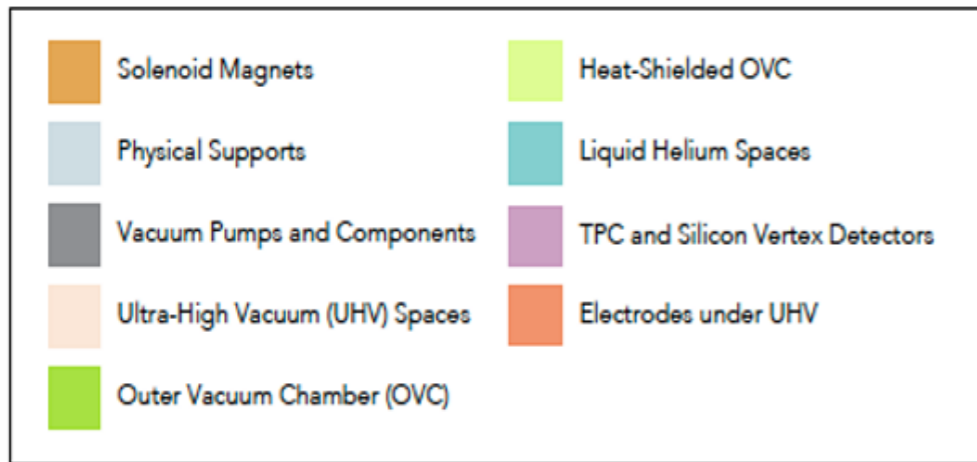 Solenoid Magnets
Physical Supports
Vacuum Pumps and Components
Ultra-High Vacuum (UHV) Spaces
Outer Vacuum Chamber (OVC)
Heat-Shielded OVC
Liquid Helium Spaces
TPC and Silicon Vertex Detectors
Electrodes under UHV